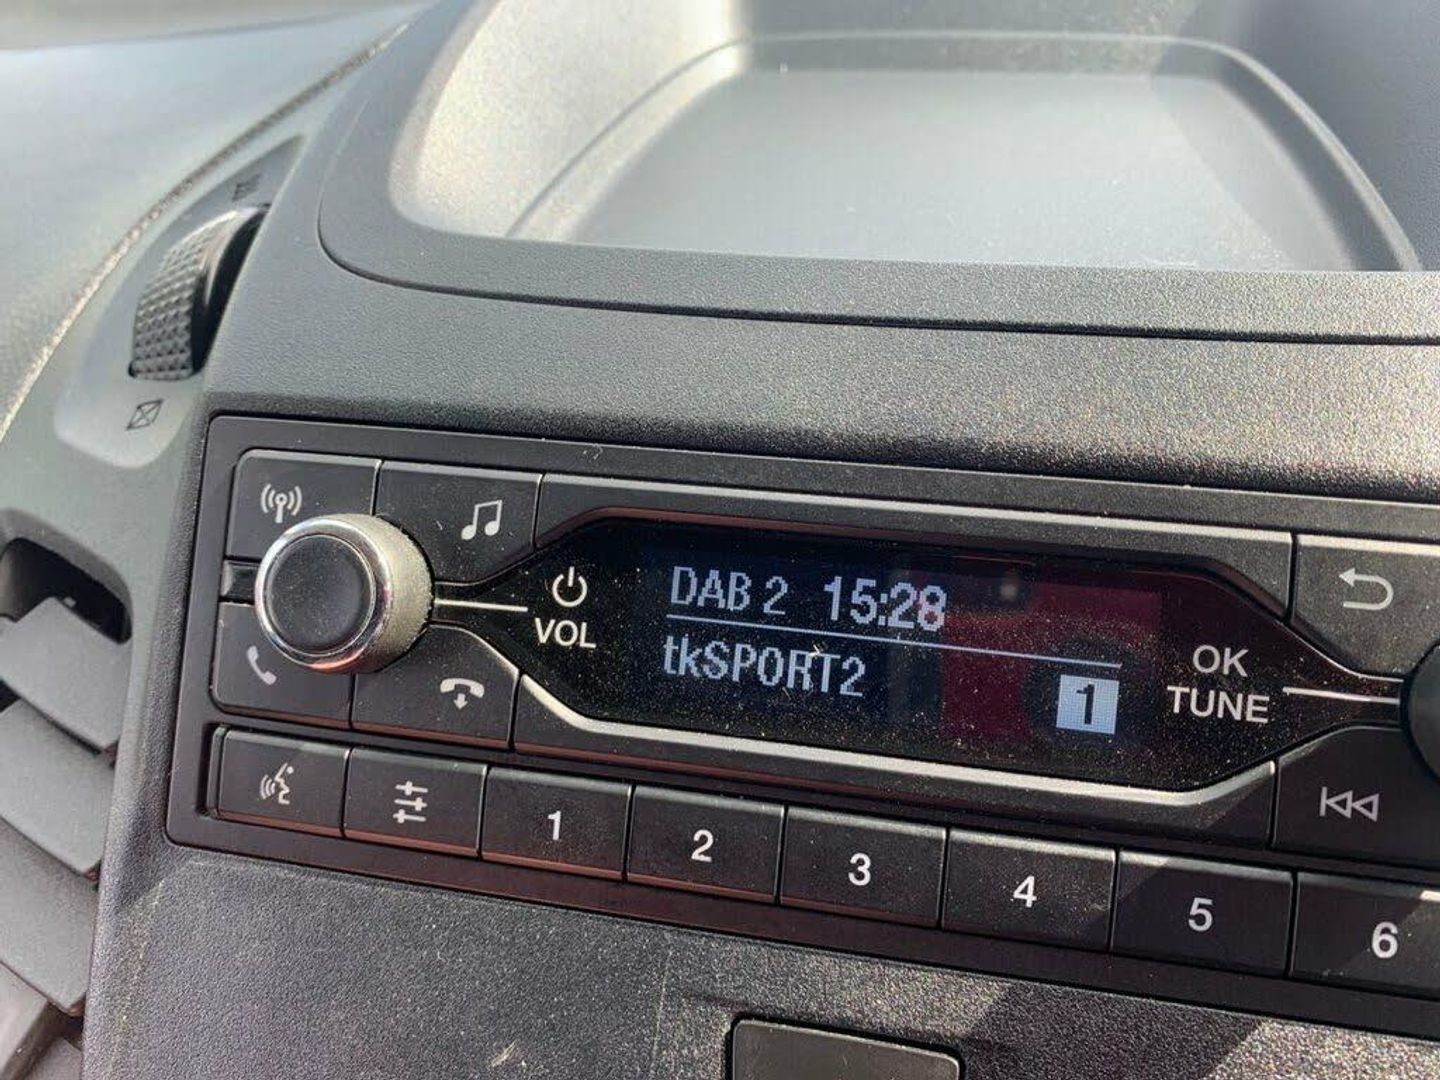 DAB 2 15:28
tkSPORT2
1
VOL
OK
TUNE
1 2 3 4 5 6